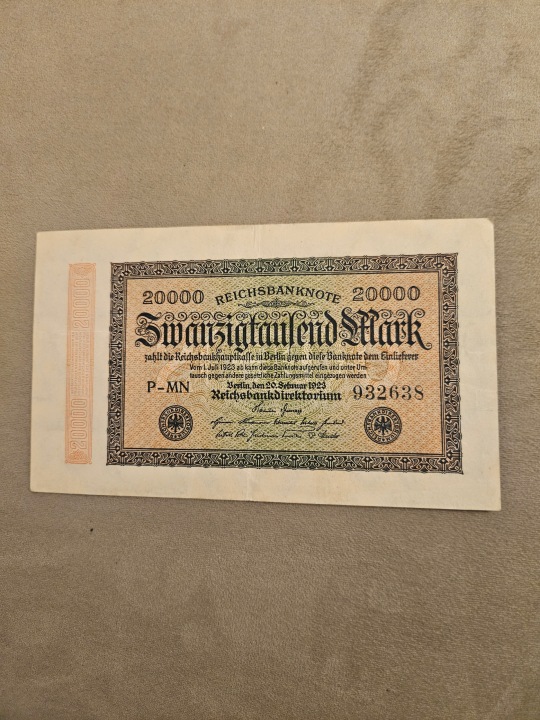 20000 REICHSBANKNOTE 20000
Zwanzigtausend Mark
zahlt die Reichsbankhauptkasse in Berlin gegen diese Banknote dem Einlieferer
Vom 1. Juli 1923 ab kann diese Banknote aufgerufen und unter Um-
tausch gegen andere gesetzliche Zahlungsmittel eingezogen werden
Berlin, den 20. Februar 1923
P-MN Reichsbankdirektorium 932638
20000 20000